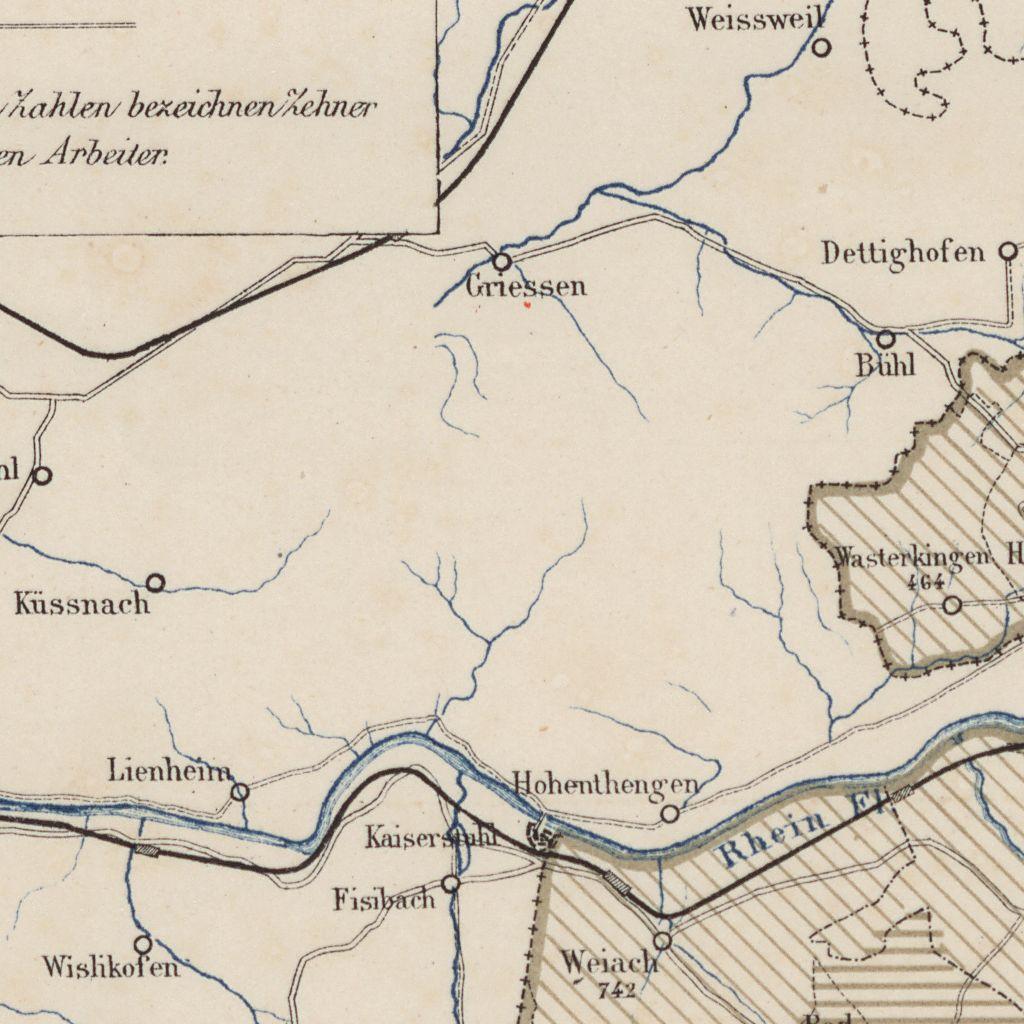 Weissweil
Zahlen bezeichnen Zehner
en Arbeiter.
Dettighofen
Griessen
Bühl
hl
Wasterkingen H
464
Küssnach
Lienheim
Hohenthengen
Rhein Fl.
Kaiserstuhl
Fisibach
Wislikofen
Weiach
742